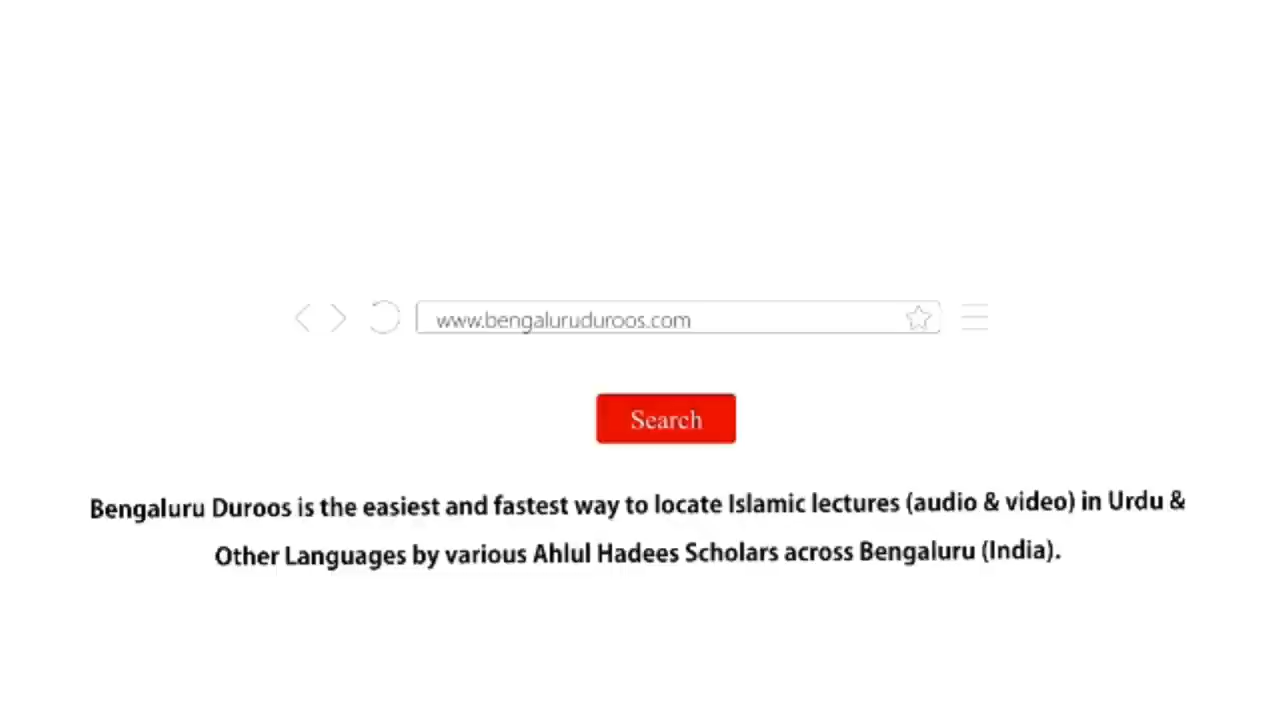 www.bengaluruduroos.com
Search
Bengaluru Duroos is the easiest and fastest way to locate Islamic lectures (audio & video) in Urdu &
Other Languages by various Ahlul Hadees Scholars across Bengaluru (India).